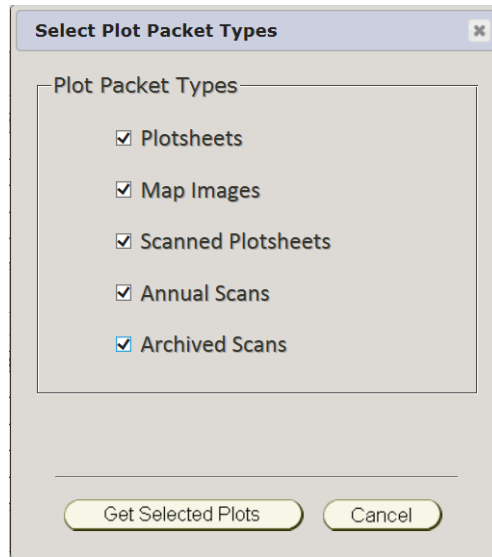 Select Plot Packet Types
Plot Packet Types
Plotsheets
Map Images
Scanned Plotsheets
Annual Scans
Archived Scans
Get Selected Plots Cancel